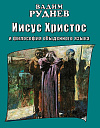 ВАДИМ
РУДНЕВ
Иисус Христос
и философия обыденного языка